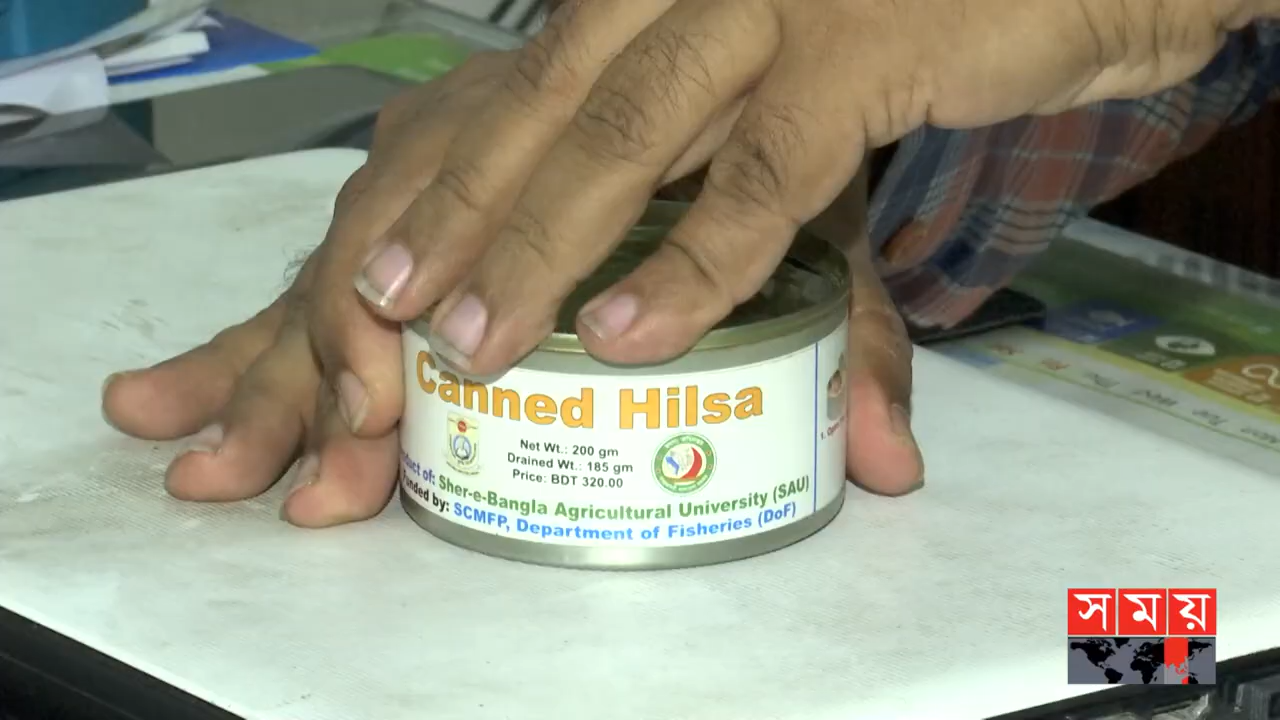 Canned Hilsa
Net Wt.: 200 gm
Drained Wt.: 185 gm
Price: BDT 320.00
of: Sher-e-Bangla Agricultural University (SAU)
Funded by: SCMFP, Department of Fisheries (DoF)
সময়